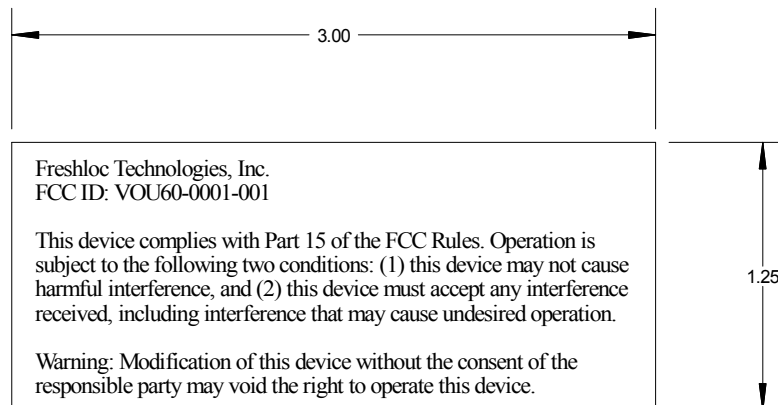 3.00
Freshloc Technologies, Inc.
FCC ID: VOU60-0001-001
This device complies with Part 15 of the FCC Rules. Operation is
subject to the following two conditions: (1) this device may not cause
harmful interference, and (2) this device must accept any interference
received, including interference that may cause undesired operation.
1.25
Warning: Modification of this device without the consent of the
responsible party may void the right to operate this device.